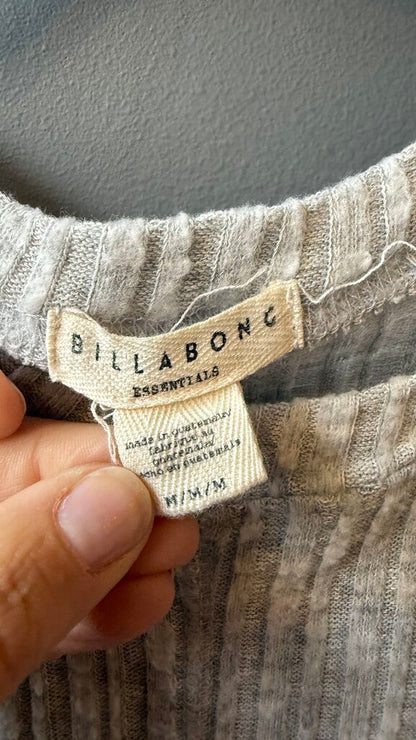 BILLABONG
ESSENTIALS
made in guatemala/
fabriqué au
guatemala/
hecho en guatemala
M/M/M